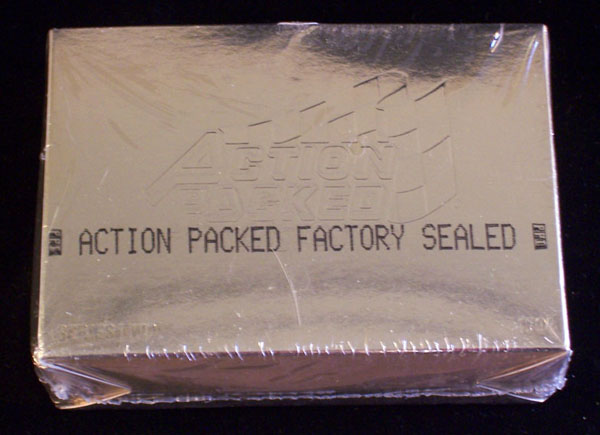 ACTION
PACKED
ACTION PACKED FACTORY SEALED